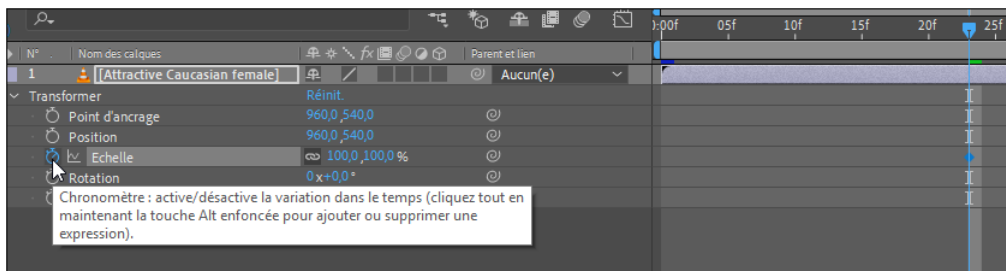 ):00f 05f 10f 15f 20f 25f
N° . Nom des calques fx Parent et lien
1 [Attractive Caucasian female] Aucun(e)
Transformer Réinit.
Point d'ancrage 960,0,540,0
Position 960,0,540,0
Echelle 100,0,100,0 %
Rotation 0 x+0,0 °
Chronomètre : active/désactive la variation dans le temps (cliquez tout en
maintenant la touche Alt enfoncée pour ajouter ou supprimer une
expression).